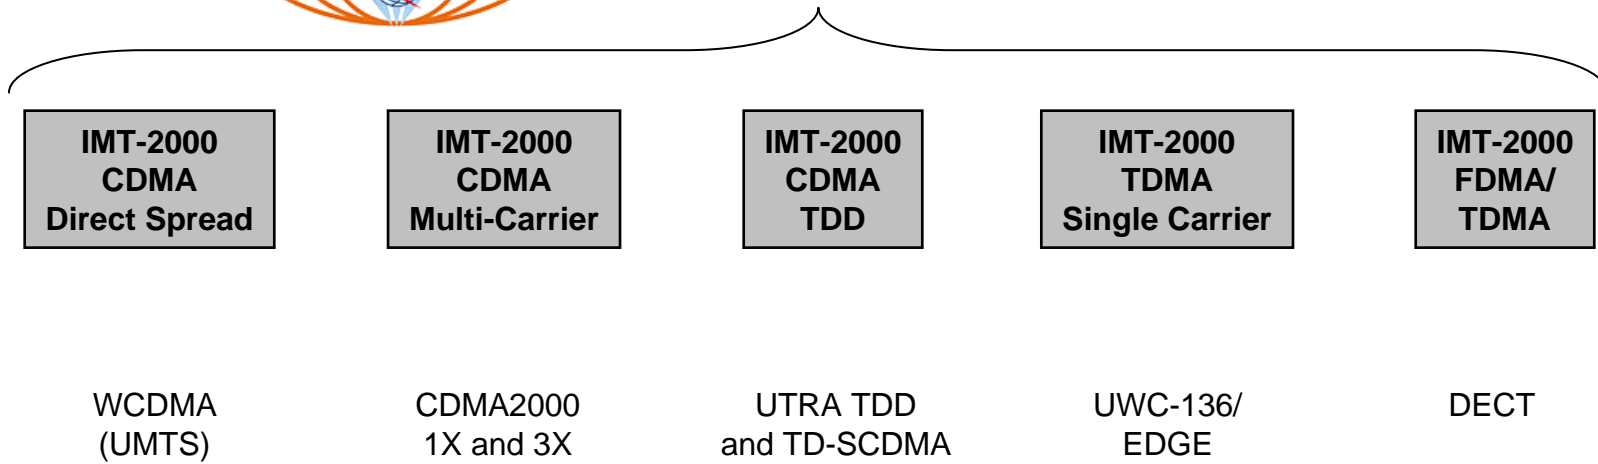 IMT-2000
CDMA
Direct Spread
IMT-2000
CDMA
Multi-Carrier
IMT-2000
CDMA
TDD
IMT-2000
TDMA
Single Carrier
IMT-2000
FDMA/
TDMA
WCDMA
(UMTS)
CDMA2000
1X and 3X
UTRA TDD
and TD-SCDMA
UWC-136/
EDGE
DECT